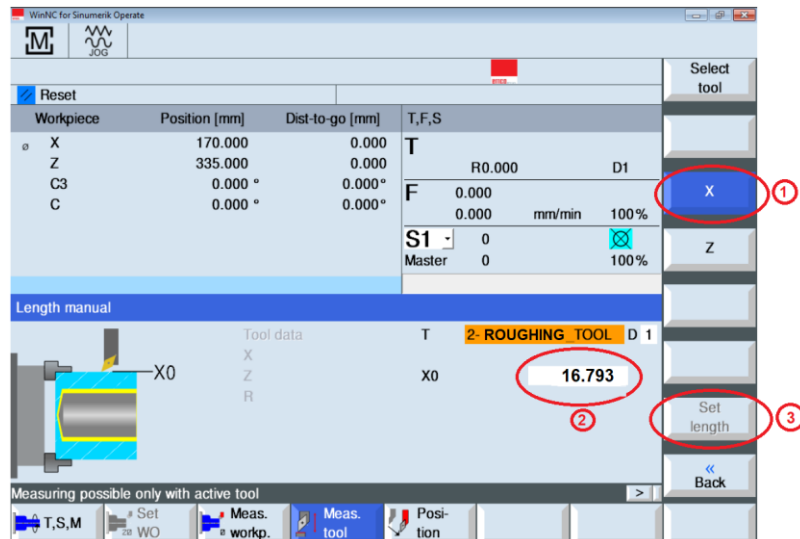 WinNC for Sinumerik Operate
M
JOG
Reset
Workpiece Position [mm] Dist-to-go [mm]
ø X 170.000 0.000
Z 335.000 0.000
C3 0.000 ° 0.000°
C 0.000 ° 0.000°
T,F,S
T
R0.000 D1
F 0.000
0.000 mm/min 100%
S1 0
Master 0 100%
Length manual
Tool data
X
Z
R
X0
T 2- ROUGHING_TOOL D 1
X0 16.793
2
Measuring possible only with active tool >
Select
tool
X
1
Z
Set
length
3
«
Back
T,S,M
Set
WO
Meas.
ø workp.
Meas.
tool
Posi-
tion